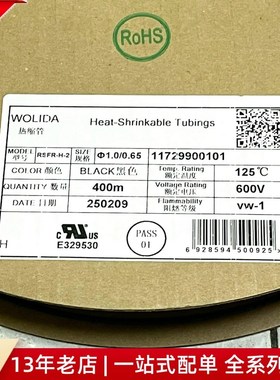 RoHS
WOLIDA
热缩管
Heat-Shrinkable Tubings
MODEL 型号 RSFR-H-2 SIZE 规格 Φ1.0/0.65 11729900101
COLOR 颜色 BLACK黑色 Temp. Rating 额定温度 125℃
QUANTITY 数量 400m Voltage Rating 额定电压 600V
DATE 日期 250209 Flammability 阻燃等级 vw-1
H
c UL us
E329530
PASS 01
6 928594 500925
13年老店 | 一站式配单 全系列